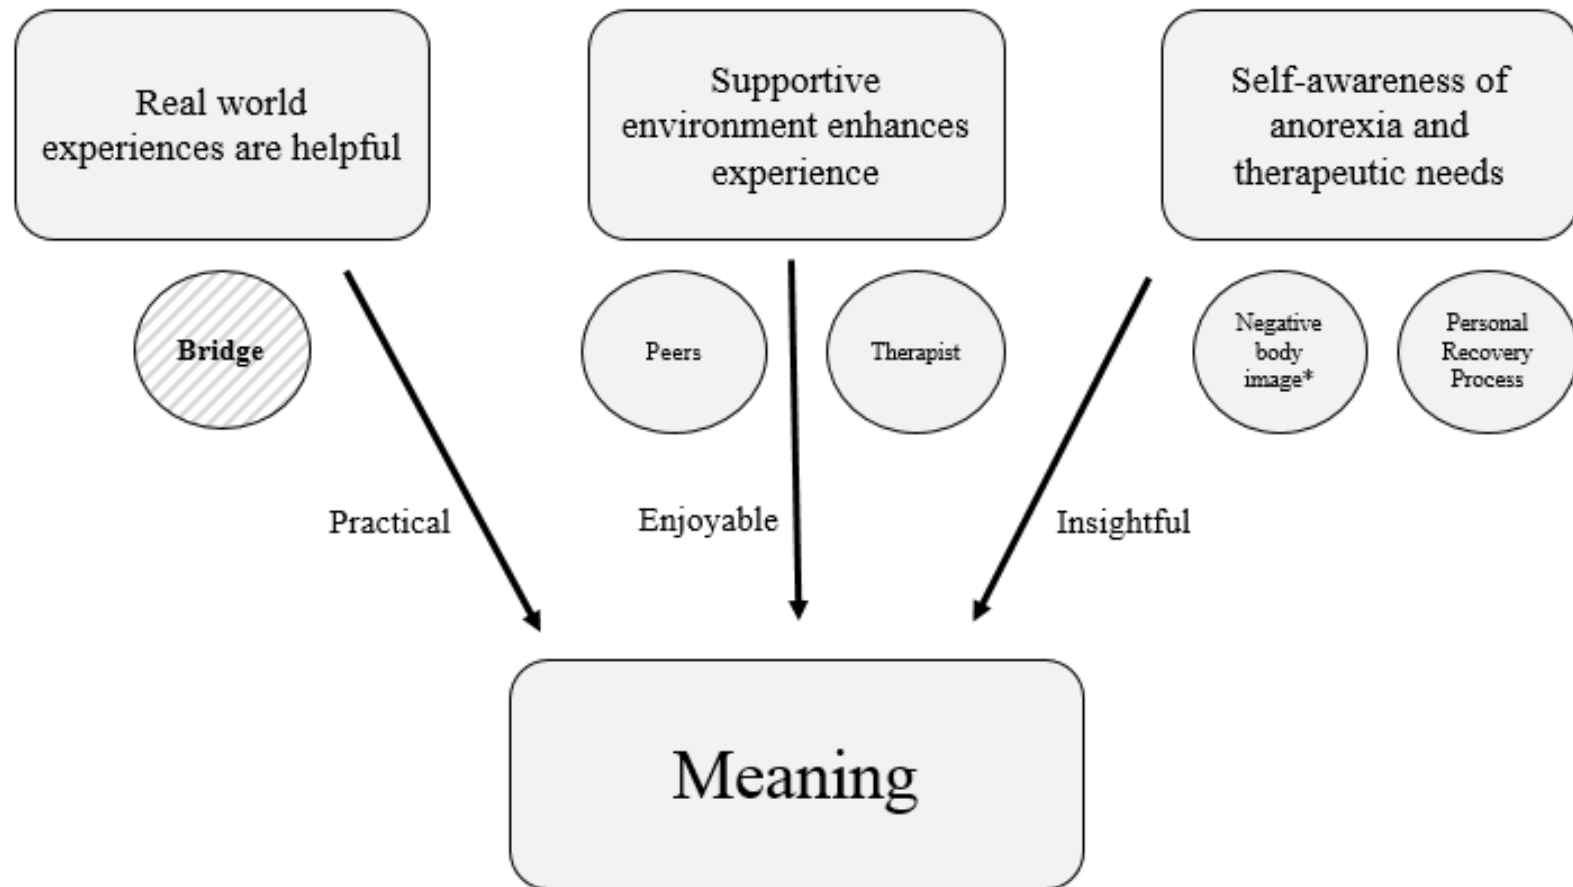 Real world
experiences are helpful
Supportive
environment enhances
experience
Self-awareness of
anorexia and
therapeutic needs
Bridge
Peers
Therapist
Negative
body
image*
Personal
Recovery
Process
Practical
Enjoyable
Insightful
Meaning